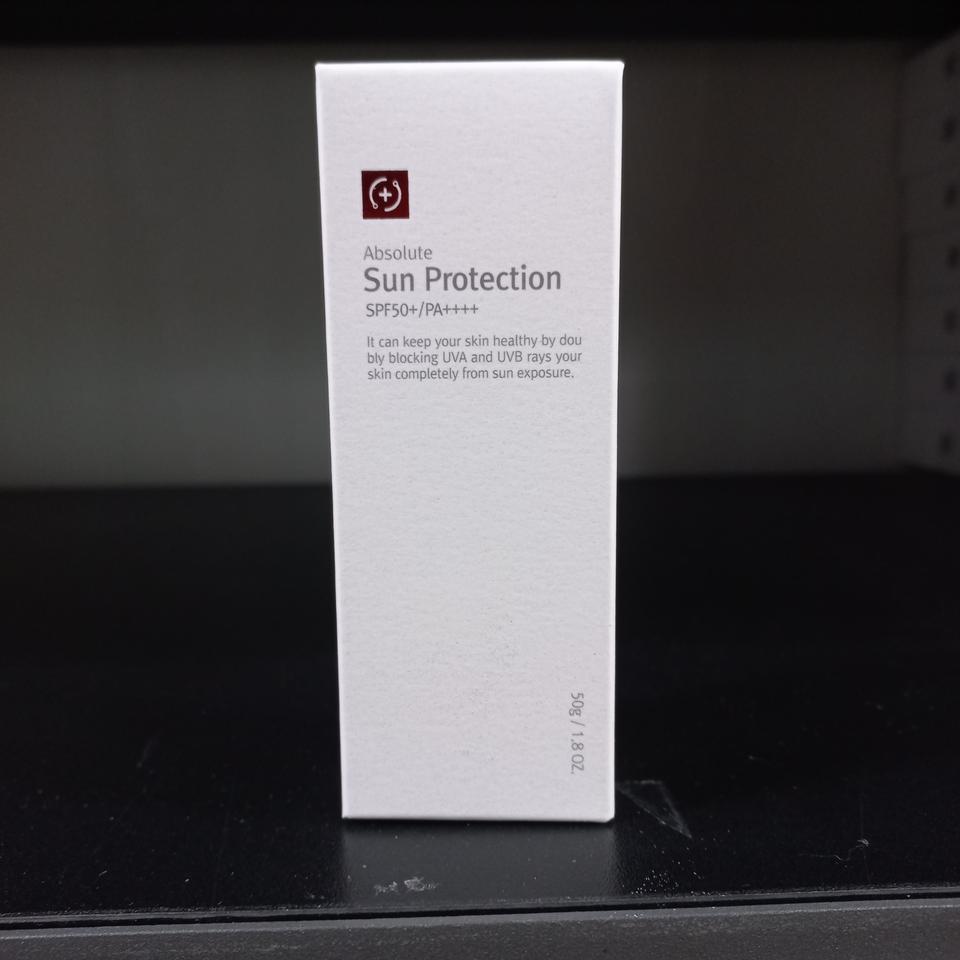 Absolute
Sun Protection
SPF50+/PA++++
It can keep your skin healthy by dou
bly blocking UVA and UVB rays your
skin completely from sun exposure.
50g / 1.8 OZ.